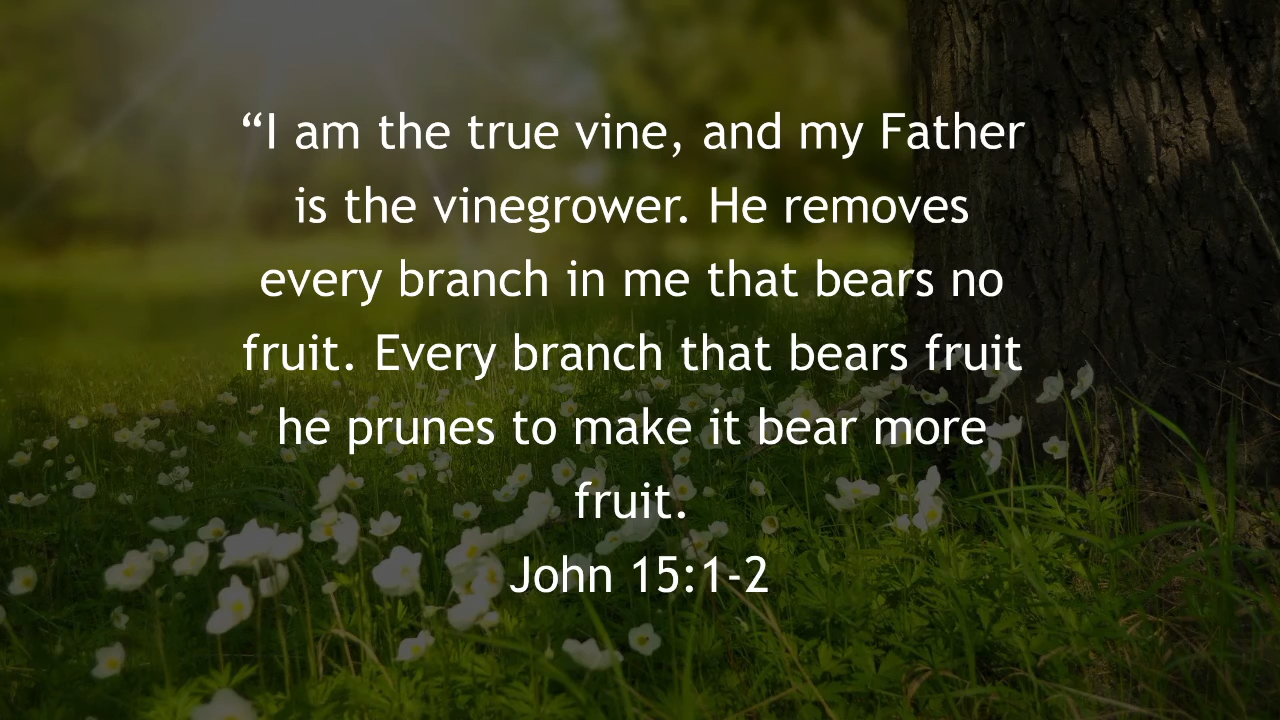 “I am the true vine, and my Father
is the vinegrower. He removes
every branch in me that bears no
fruit. Every branch that bears fruit
he prunes to make it bear more
fruit.
John 15:1-2